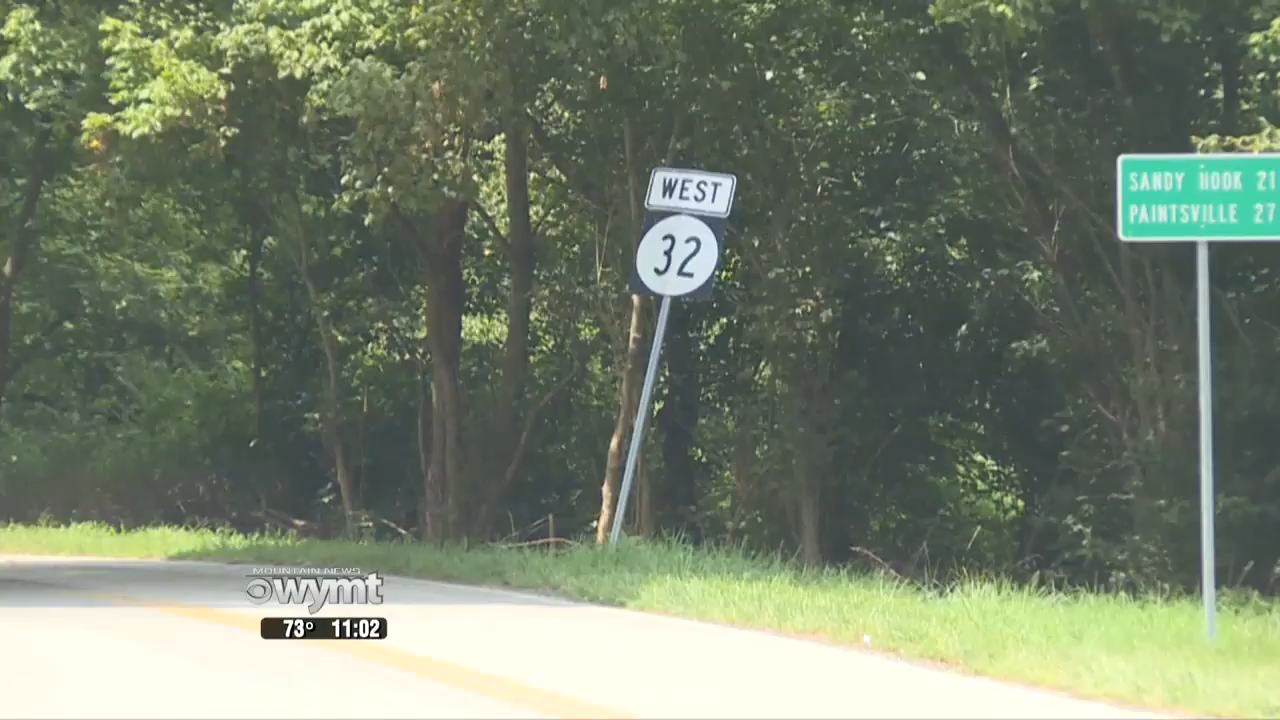 WEST
32
SANDY HOOK 21
PAINTSVILLE 27
MOUNTAIN NEWS
wymt
73° 11:02